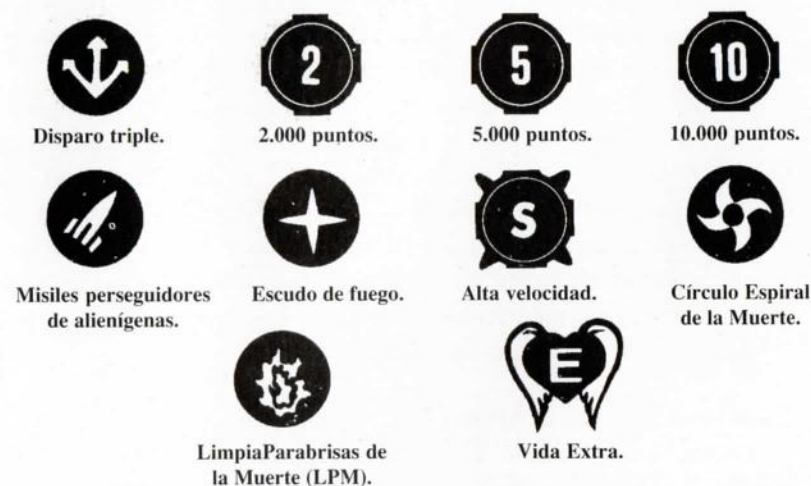 2
5
10
Disparo triple.
2.000 puntos.
5.000 puntos.
10.000 puntos.
S
Misiles perseguidores
de alienígenas.
Escudo de fuego.
Alta velocidad.
Círculo Espiral
de la Muerte.
E
LimpiaParabrisas de
la Muerte (LPM).
Vida Extra.